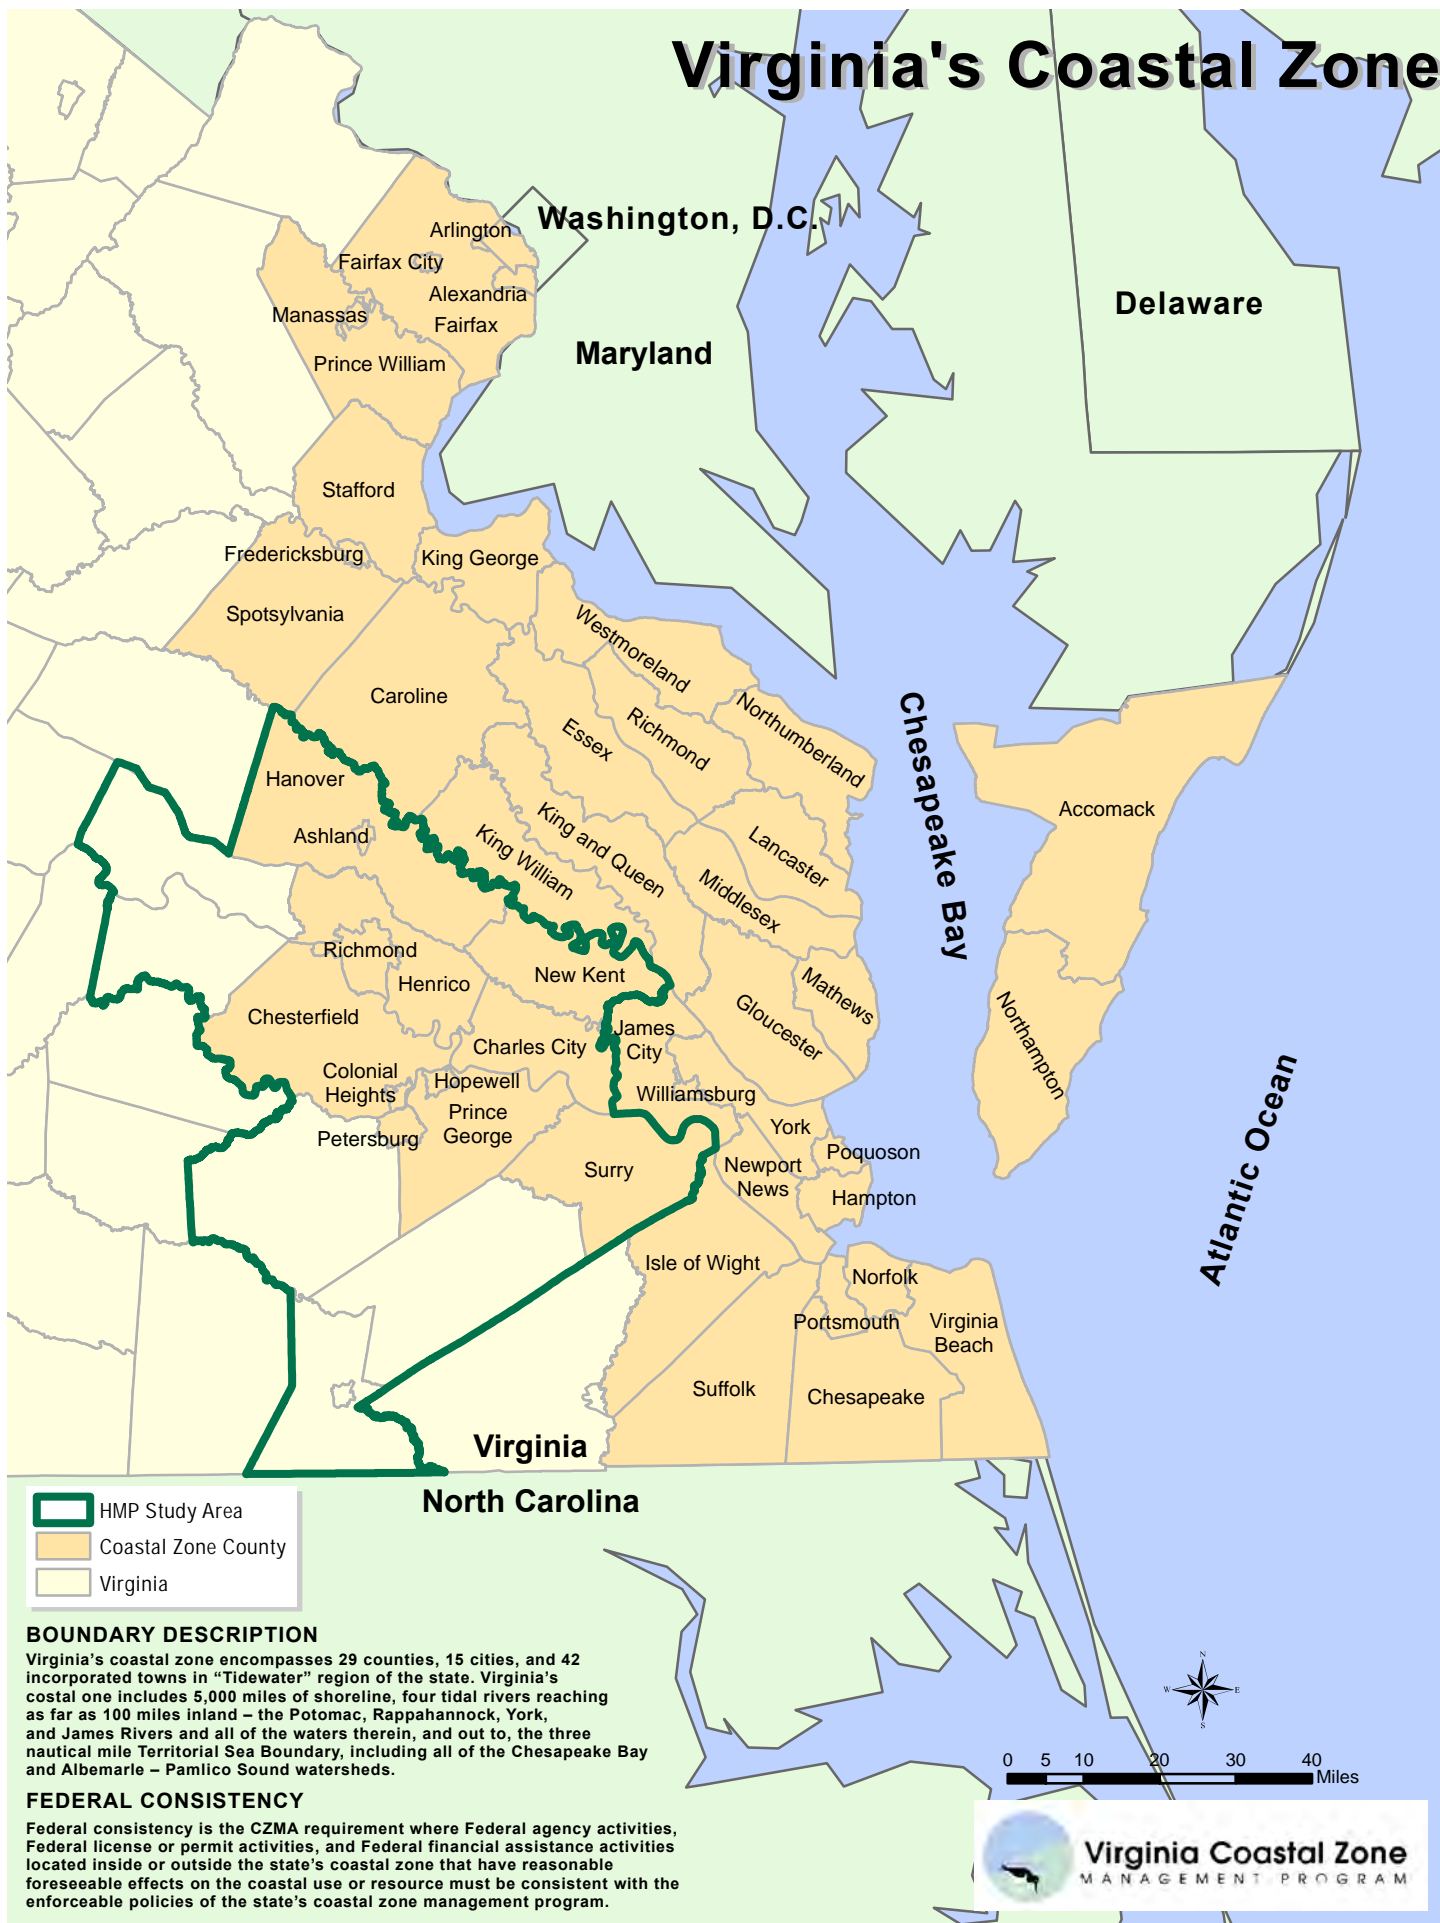 Virginia's Coastal Zone
Washington, D.C.
Arlington
Fairfax City
Alexandria
Manassas
Fairfax
Prince William
Delaware
Maryland
Stafford
Fredericksburg
King George
Spotsylvania
Westmoreland
Caroline
Northumberland
Richmond
Essex
Chesapeake Bay
Hanover
Accomack
Ashland
King and Queen
King William
Lancaster
Middlesex
Richmond
New Kent
Henrico
Mathews
Chesterfield
Gloucester
Northampton
James
City
Charles City
Colonial
Heights
Hopewell
Williamsburg
Prince
George
York
Petersburg
Poquoson
Surry
Newport
News
Hampton
Atlantic Ocean
Isle of Wight
Norfolk
Portsmouth
Virginia
Beach
Suffolk
Chesapeake
Virginia
North Carolina
HMP Study Area
Coastal Zone County
Virginia
BOUNDARY DESCRIPTION
Virginia’s coastal zone encompasses 29 counties, 15 cities, and 42
incorporated towns in “Tidewater” region of the state. Virginia’s
costal one includes 5,000 miles of shoreline, four tidal rivers reaching
as far as 100 miles inland – the Potomac, Rappahannock, York,
and James Rivers and all of the waters therein, and out to, the three
nautical mile Territorial Sea Boundary, including all of the Chesapeake Bay
and Albemarle – Pamlico Sound watersheds.
FEDERAL CONSISTENCY
Federal consistency is the CZMA requirement where Federal agency activities,
Federal license or permit activities, and Federal financial assistance activities
located inside or outside the state’s coastal zone that have reasonable
foreseeable effects on the coastal use or resource must be consistent with the
enforceable policies of the state’s coastal zone management program.
N
W E
S
0 5 10 20 30 40
Miles
Virginia Coastal Zone
MANAGEMENT PROGRAM